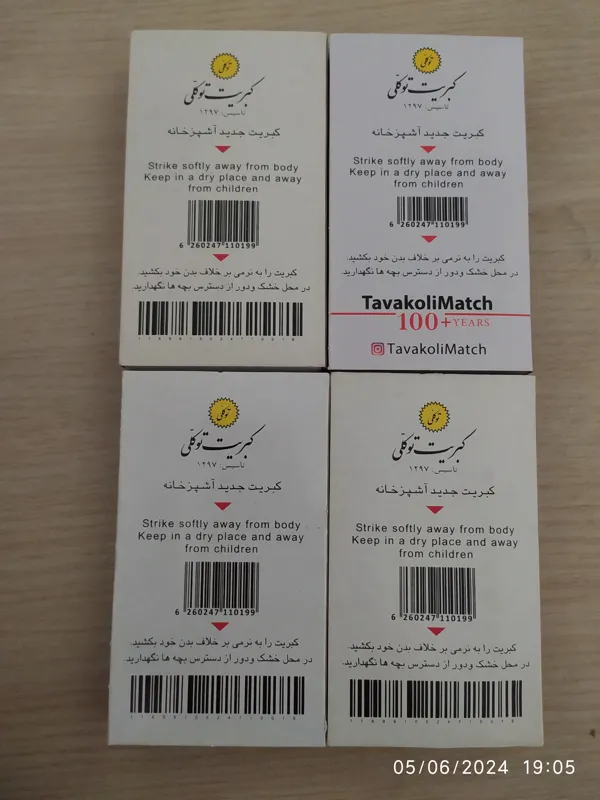 توکلی
کبریت توکلّی
تاسیس: ۱۲۹۷
کبریت جدید آشپزخانه
Strike softly away from body
Keep in a dry place and away
from children
6 260247 110199
کبریت را به نرمی بر خلاف بدن خود بکشید.
در محل خشک ودور از دسترس بچه ها نگهدارید.
توکلی
کبریت توکلّی
تاسیس: ۱۲۹۷
کبریت جدید آشپزخانه
Strike softly away from body
Keep in a dry place and away
from children
6 260247 110199
کبریت را به نرمی بر خلاف بدن خود بکشید.
در محل خشک ودور از دسترس بچه ها نگهدارید.
TavakoliMatch
100+YEARS
TavakoliMatch
توکلی
کبریت توکلّی
تاسیس: ۱۲۹۷
کبریت جدید آشپزخانه
Strike softly away from body
Keep in a dry place and away
from children
6 260247 110199
کبریت را به نرمی بر خلاف بدن خود بکشید.
در محل خشک ودور از دسترس بچه ها نگهدارید.
توکلی
کبریت توکلّی
تاسیس: ۱۲۹۷
کبریت جدید آشپزخانه
Strike softly away from body
Keep in a dry place and away
from children
6 260247 110199
کبریت را به نرمی بر خلاف بدن خود بکشید.
در محل خشک ودور از دسترس بچه ها نگهدارید.
05/06/2024 19:05